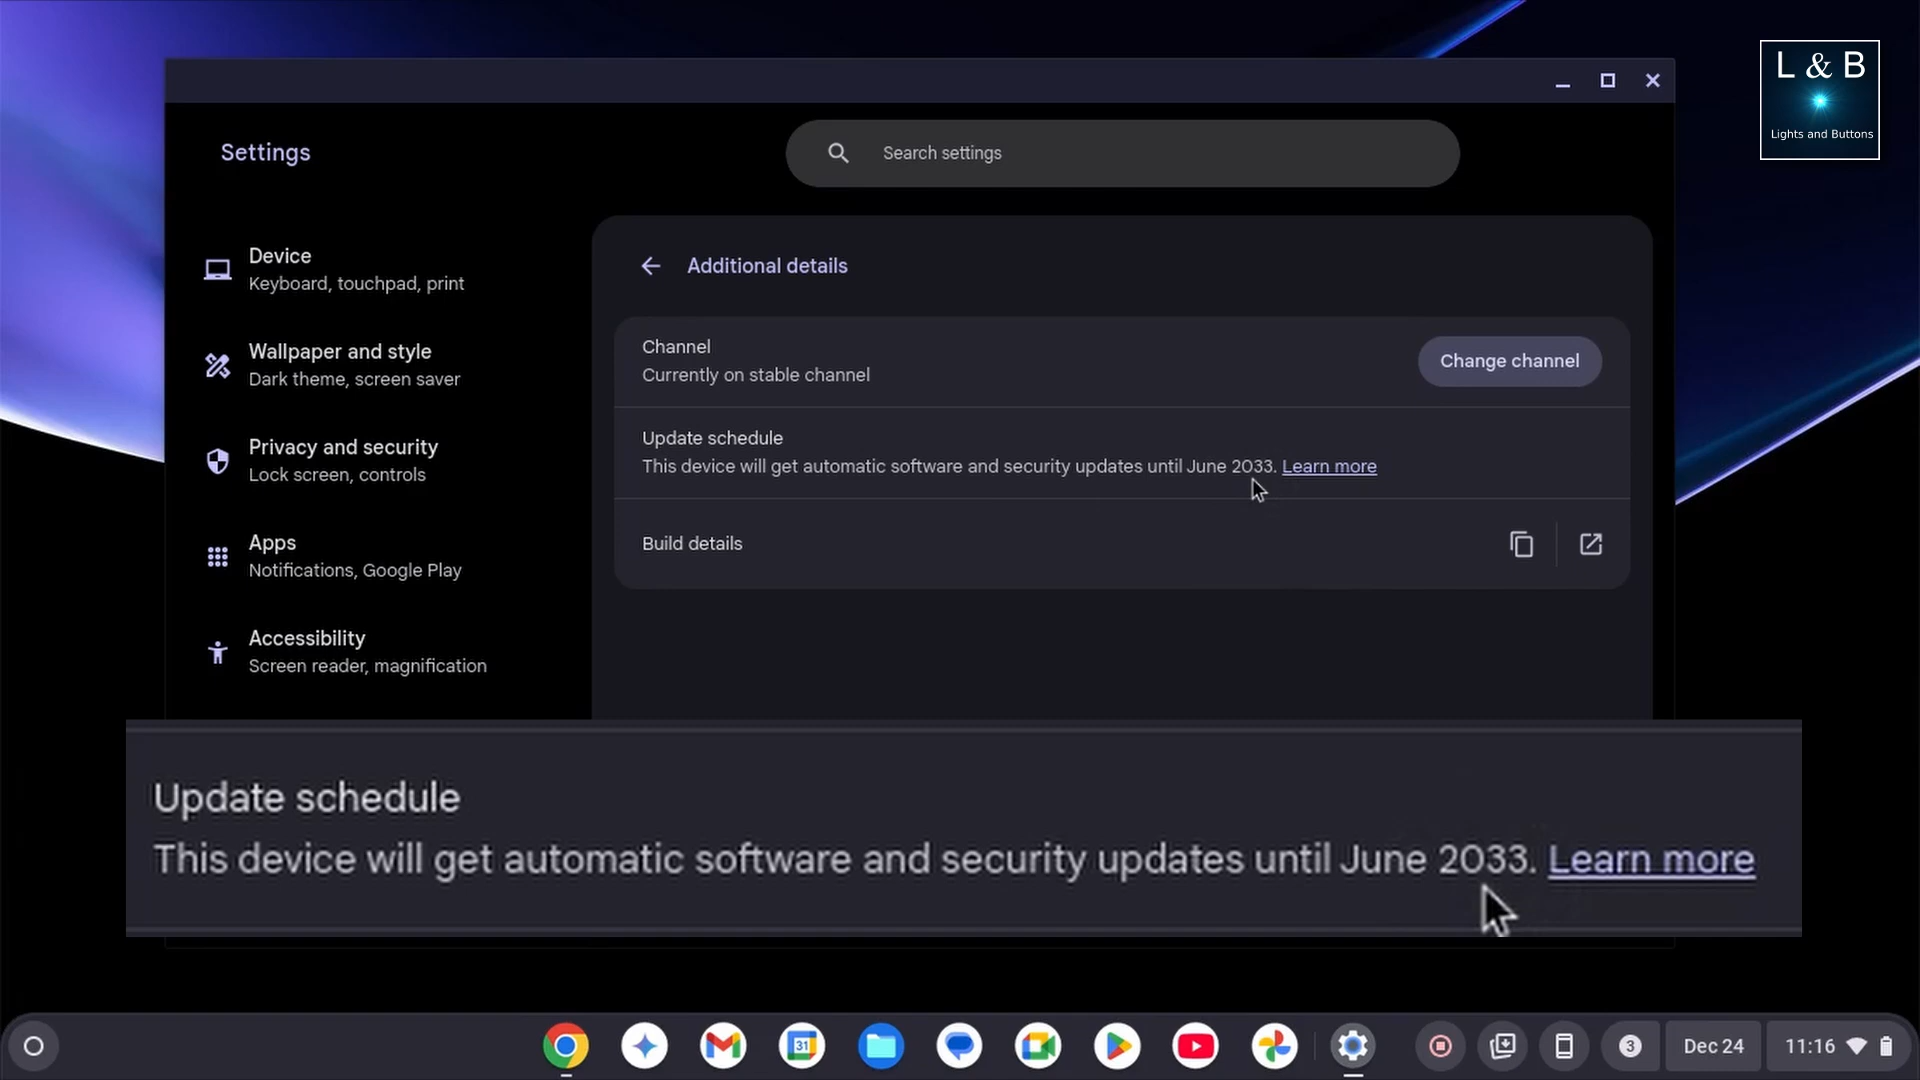 L & B
Lights and Buttons
Settings
Search settings
Device
Keyboard, touchpad, print
Wallpaper and style
Dark theme, screen saver
Privacy and security
Lock screen, controls
Apps
Notifications, Google Play
Accessibility
Screen reader, magnification
Additional details
Channel
Currently on stable channel
Change channel
Update schedule
This device will get automatic software and security updates until June 2033. Learn more
Build details
Update schedule
This device will get automatic software and security updates until June 2033. Learn more
31
3
Dec 24
11:16